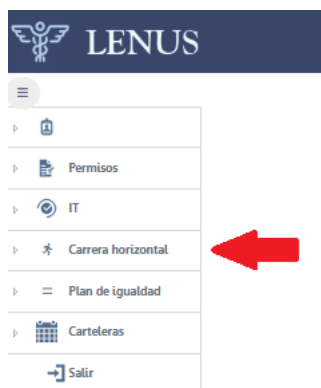 LENUS
Permisos
IT
Carrera horizontal
Plan de igualdad
Carteleras
Salir